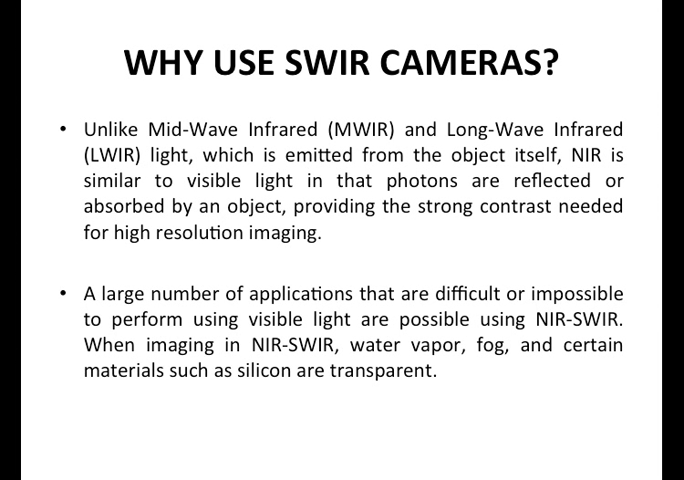 WHY USE SWIR CAMERAS?
• Unlike Mid-Wave Infrared (MWIR) and Long-Wave Infrared
(LWIR) light, which is emitted from the object itself, NIR is
similar to visible light in that photons are reflected or
absorbed by an object, providing the strong contrast needed
for high resolution imaging.
• A large number of applications that are difficult or impossible
to perform using visible light are possible using NIR-SWIR.
When imaging in NIR-SWIR, water vapor, fog, and certain
materials such as silicon are transparent.